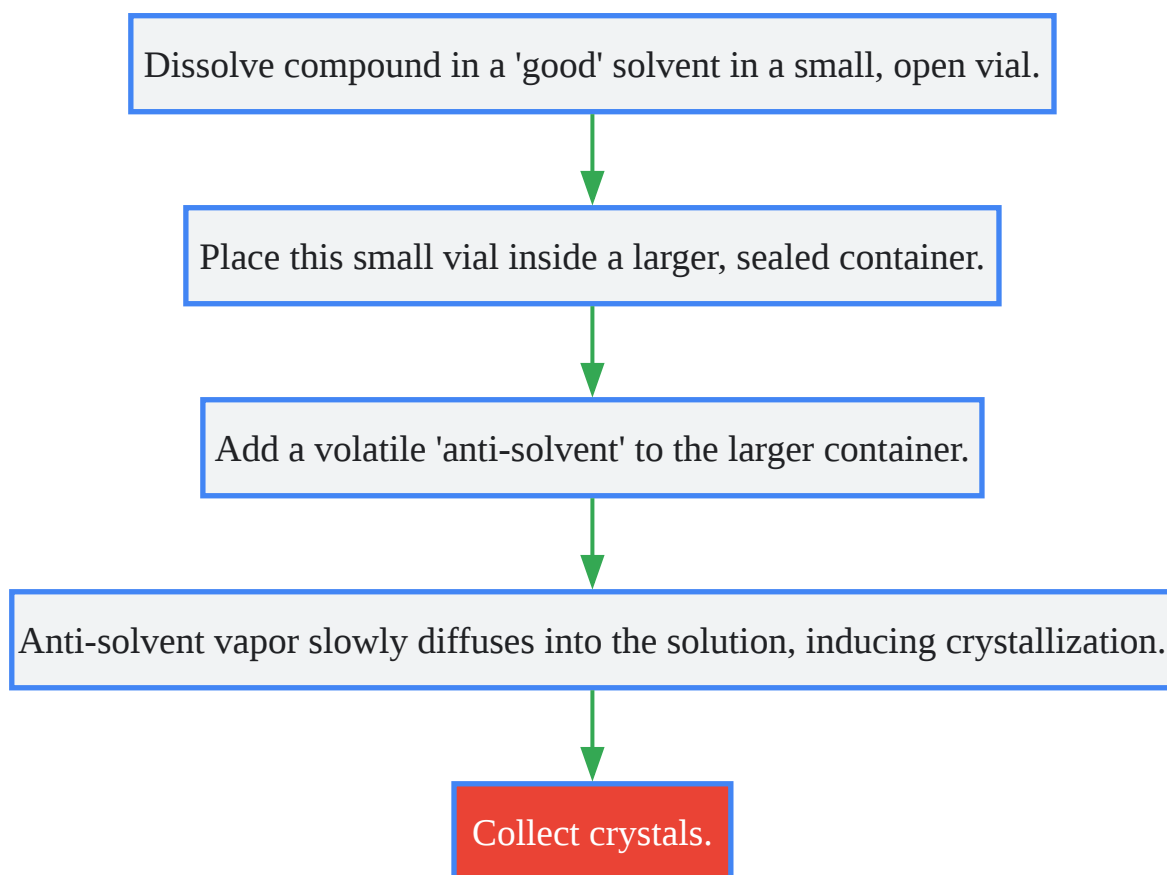 Dissolve compound in a 'good' solvent in a small, open vial.
Place this small vial inside a larger, sealed container.
Add a volatile 'anti-solvent' to the larger container.
Anti-solvent vapor slowly diffuses into the solution, inducing crystallization.
Collect crystals.